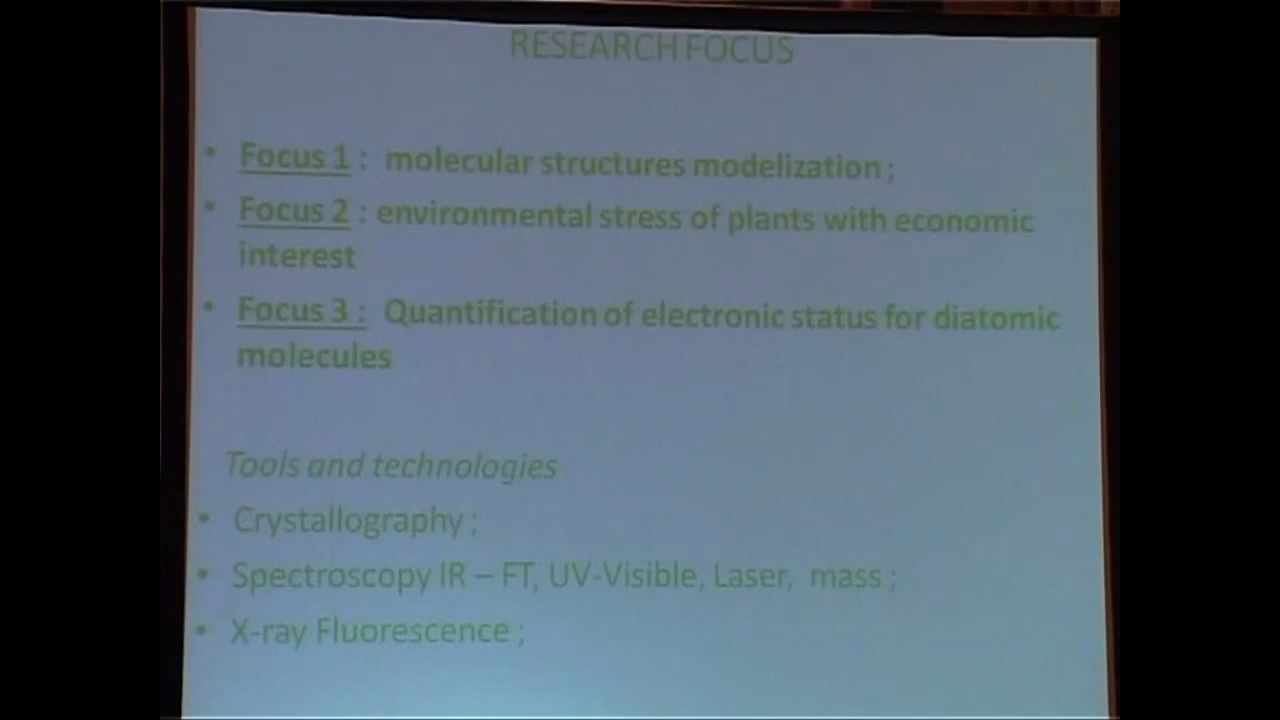 RESEARCH FOCUS
• Focus 1 : molecular structures modelization ;
• Focus 2 : environmental stress of plants with economic
interest
• Focus 3 : Quantification of electronic status for diatomic
molecules
Tools and technologies
• Crystallography ;
• Spectroscopy IR – FT, UV-Visible, Laser, mass ;
• X-ray Fluorescence ;